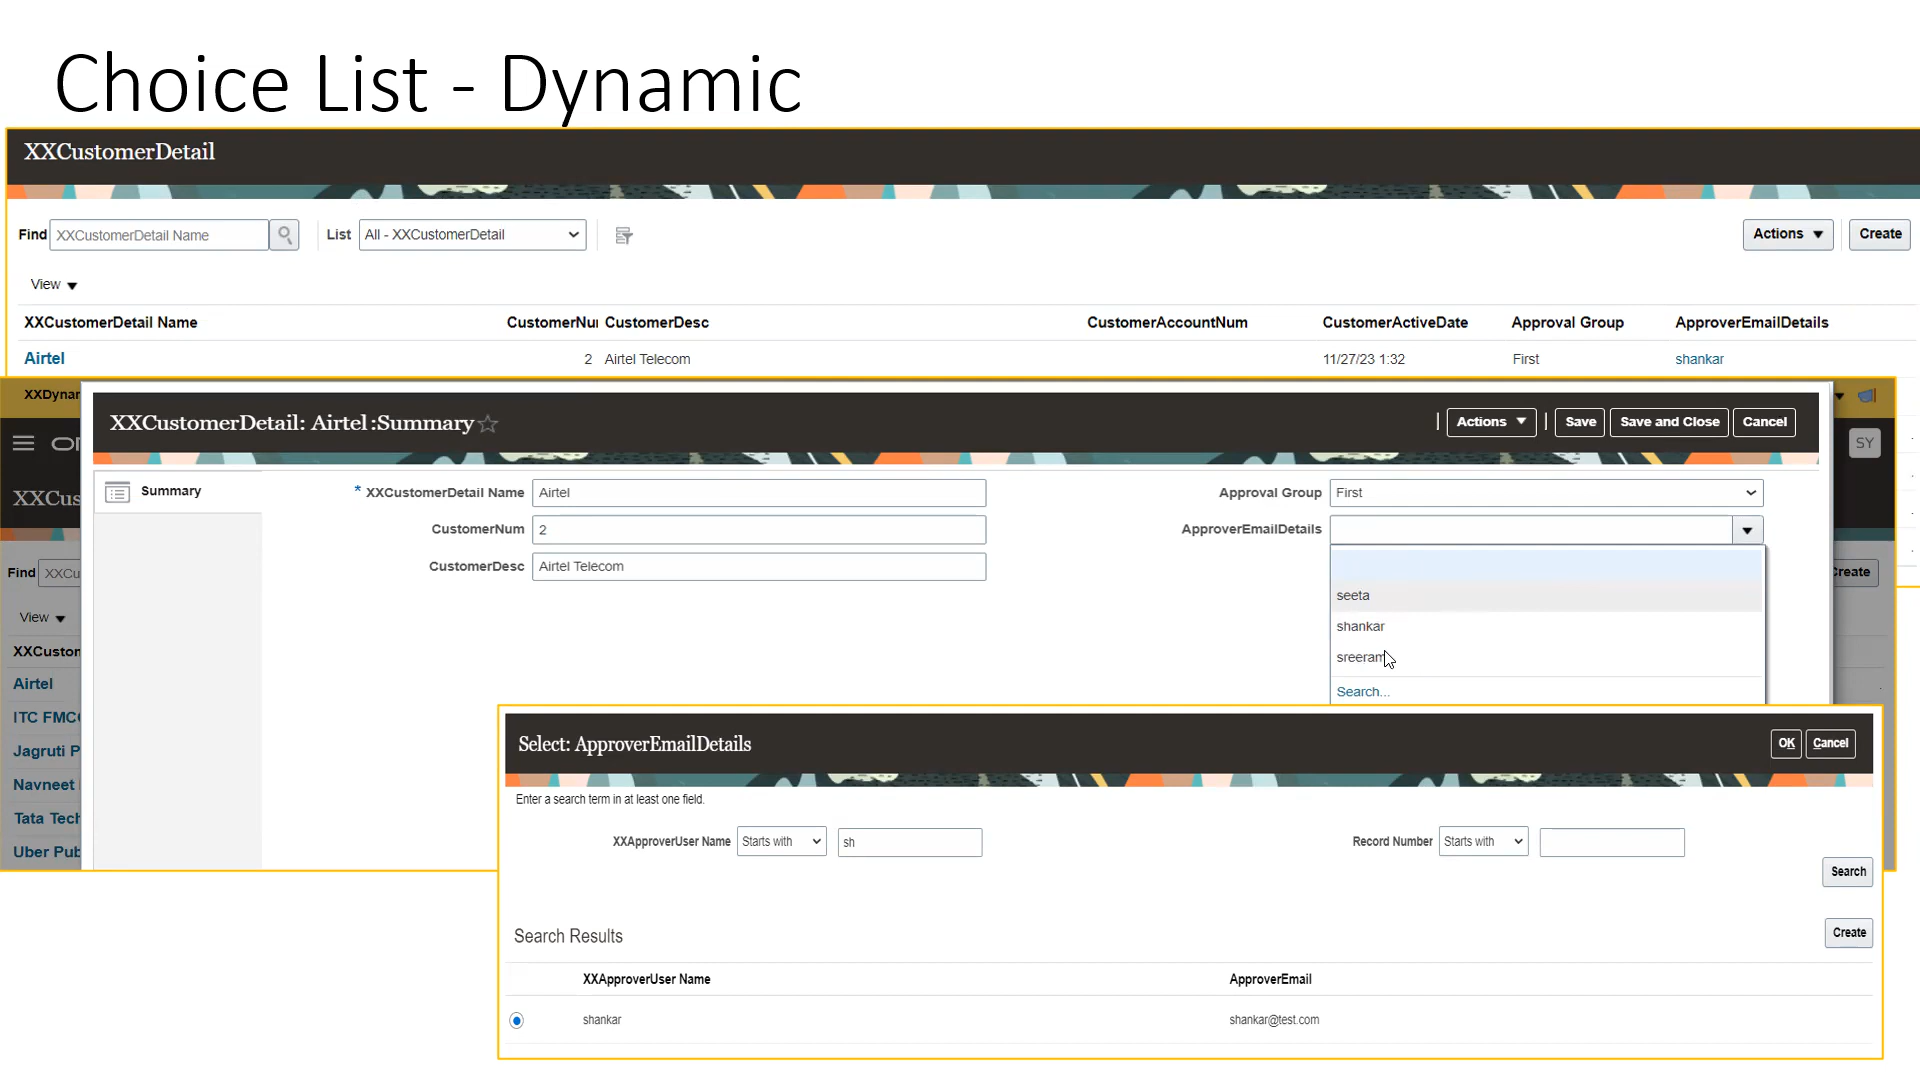 Choice List - Dynamic
XXCustomerDetail
Find XXCustomerDetail Name List All - XXCustomerDetail Actions Create
View
XXCustomerDetail Name CustomerNu CustomerDesc CustomerAccountNum CustomerActiveDate Approval Group ApproverEmailDetails
Airtel 2 Airtel Telecom 11/27/23 1:32 First shankar
XXDynar
XXCustomerDetail: Airtel :Summary Actions Save Save and Close Cancel
SY
Summary * XXCustomerDetail Name Airtel Approval Group First
XXCus
CustomerNum 2 ApproverEmailDetails
CustomerDesc Airtel Telecom
Find XXCu Create
seeta
View shankar
XXCuston sreeram
Airtel Search...
ITC FMC
Jagruti P
Navneet
Tata Tech
Uber Pub
Select: ApproverEmailDetails OK Cancel
Enter a search term in at least one field.
XXApproverUser Name Starts with sh Record Number Starts with
Search
Search Results Create
XXApproverUser Name ApproverEmail
shankar shankar@test.com